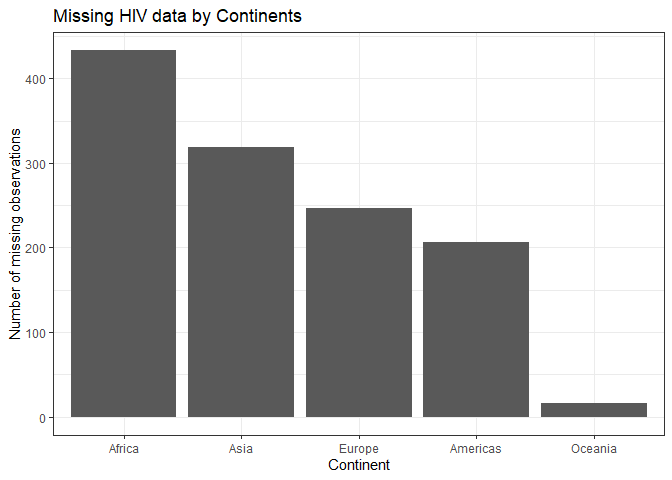 Missing HIV data by Continents
Number of missing observations
400
300
200
100
0
Africa Asia Europe Americas Oceania
Continent